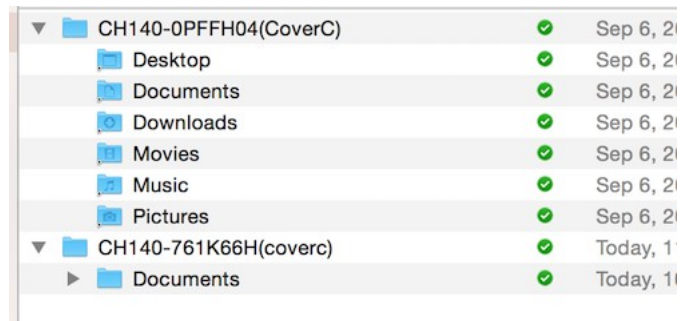 CH140-0PFFH04(CoverC) Sep 6, 20
Desktop Sep 6, 20
Documents Sep 6, 20
Downloads Sep 6, 20
Movies Sep 6, 20
Music Sep 6, 20
Pictures Sep 6, 20
CH140-761K66H(coverc) Today, 1
Documents Today, 10